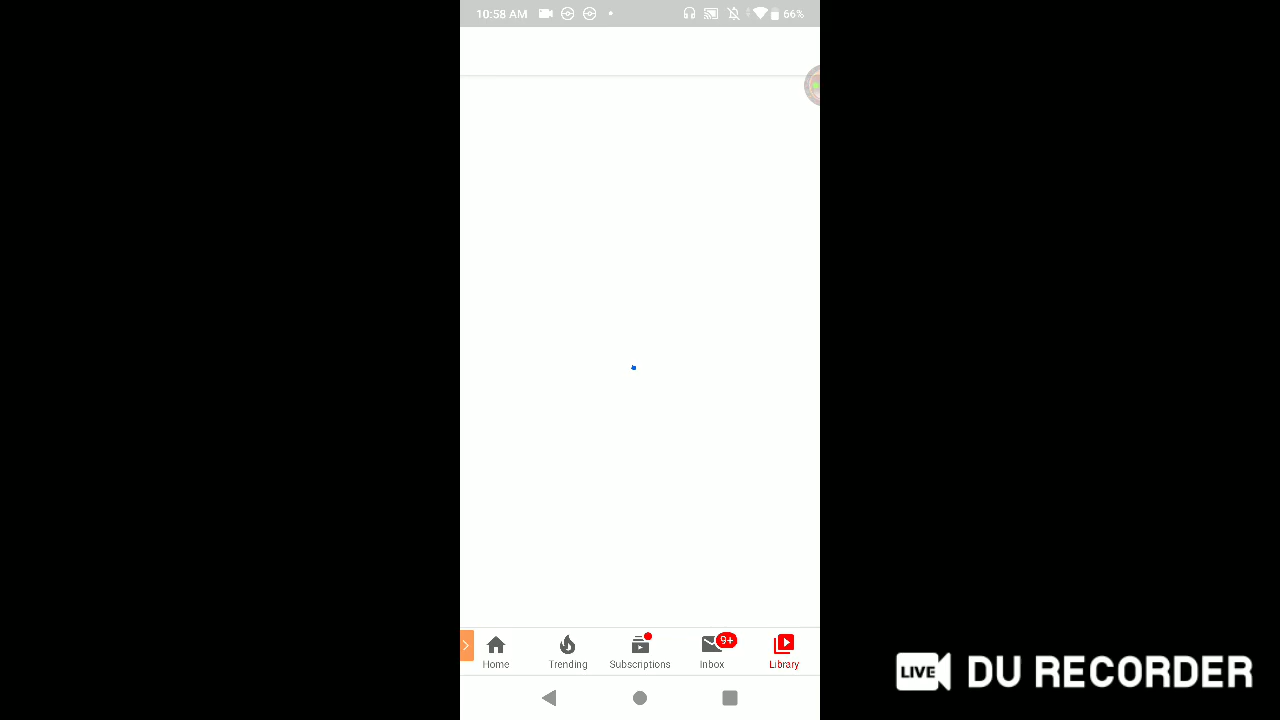 10:58 AM 66%
9+
Home Trending Subscriptions Inbox Library
LIVE DU RECORDER